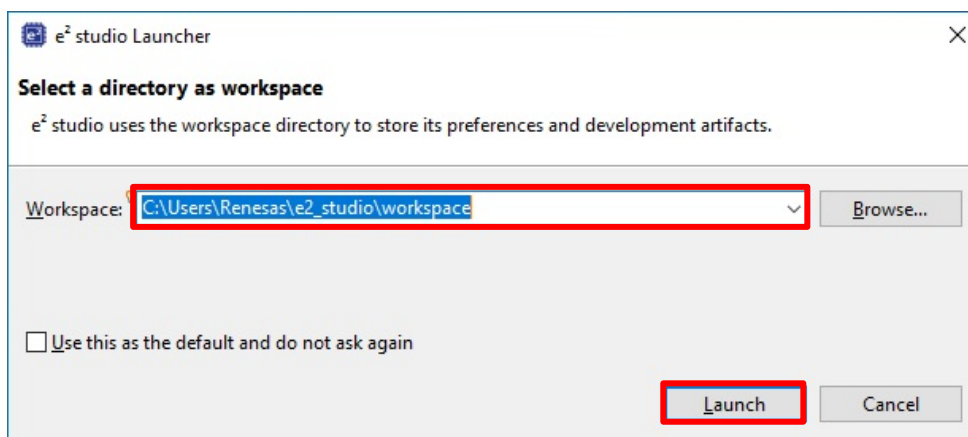 e² studio Launcher
Select a directory as workspace
e² studio uses the workspace directory to store its preferences and development artifacts.
Workspace: C:\Users\Renesas\e2_studio\workspace Browse...
Use this as the default and do not ask again
Launch Cancel